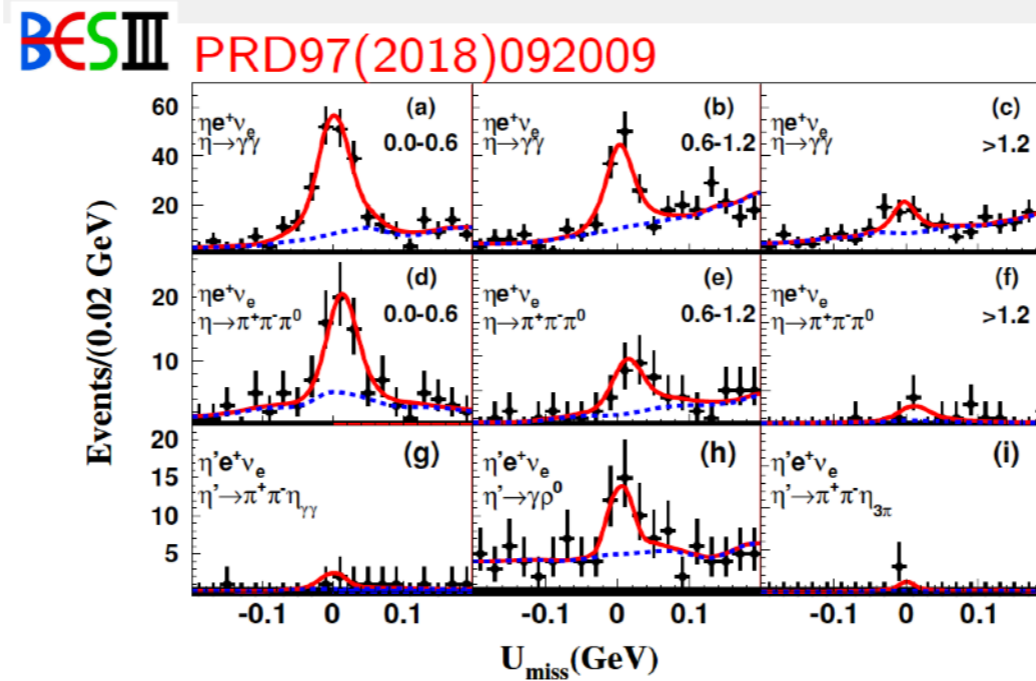 BESIII PRD97(2018)092009
Events/(0.02 GeV)
60
40
20
ηe⁺νₑ
η→γγ
(a)
0.0-0.6
ηe⁺νₑ
η→γγ
(b)
0.6-1.2
ηe⁺νₑ
η→γγ
(c)
>1.2
20
10
ηe⁺νₑ
η→π⁺π⁻π⁰
(d)
0.0-0.6
ηe⁺νₑ
η→π⁺π⁻π⁰
(e)
0.6-1.2
ηe⁺νₑ
η→π⁺π⁻π⁰
(f)
>1.2
20
15
10
5
η'e⁺νₑ
η'→π⁺π⁻η_γγ
(g)
η'e⁺νₑ
η'→γρ⁰
(h)
η'e⁺νₑ
η'→π⁺π⁻η_3π
(i)
-0.1 0 0.1 -0.1 0 0.1 -0.1 0 0.1
U_miss(GeV)